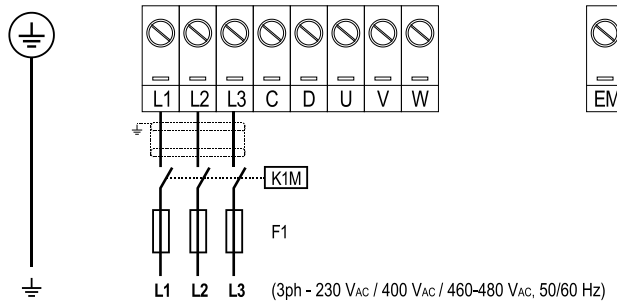 L1 L2 L3 C D U V W
EM
K1M
F1
L1 L2 L3 (3ph - 230 VAC / 400 VAC / 460-480 VAC, 50/60 Hz)